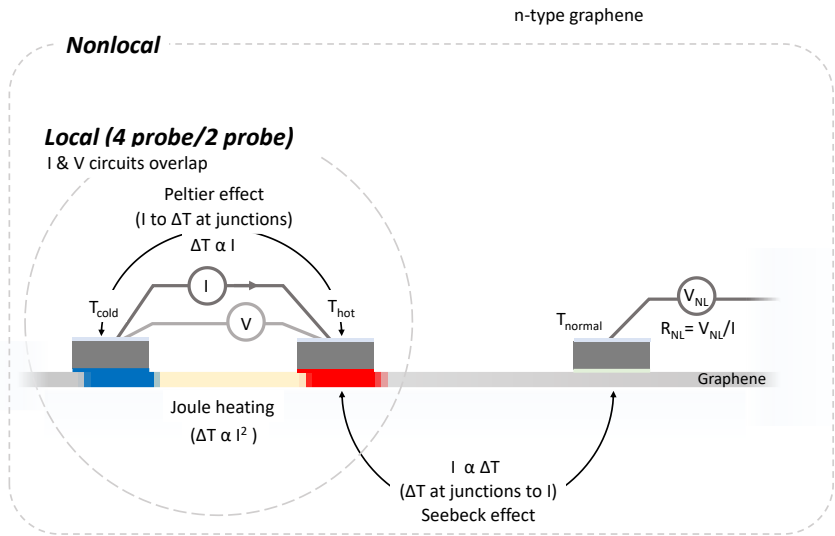 n-type graphene
Nonlocal
Local (4 probe/2 probe)
I & V circuits overlap
Peltier effect
(I to ΔT at junctions)
ΔT α I
I
T_cold
T_hot
V
V_NL
T_normal
R_NL= V_NL/I
Graphene
Joule heating
(ΔT α I²)
I α ΔT
(ΔT at junctions to I)
Seebeck effect